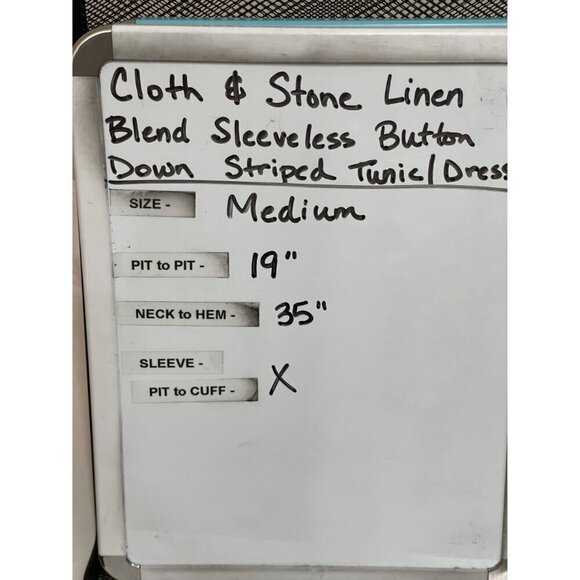 Cloth & Stone Linen
Blend Sleeveless Button
Down Striped Tunic/Dress
SIZE - Medium
PIT to PIT - 19"
NECK to HEM - 35"
SLEEVE -
PIT to CUFF - X